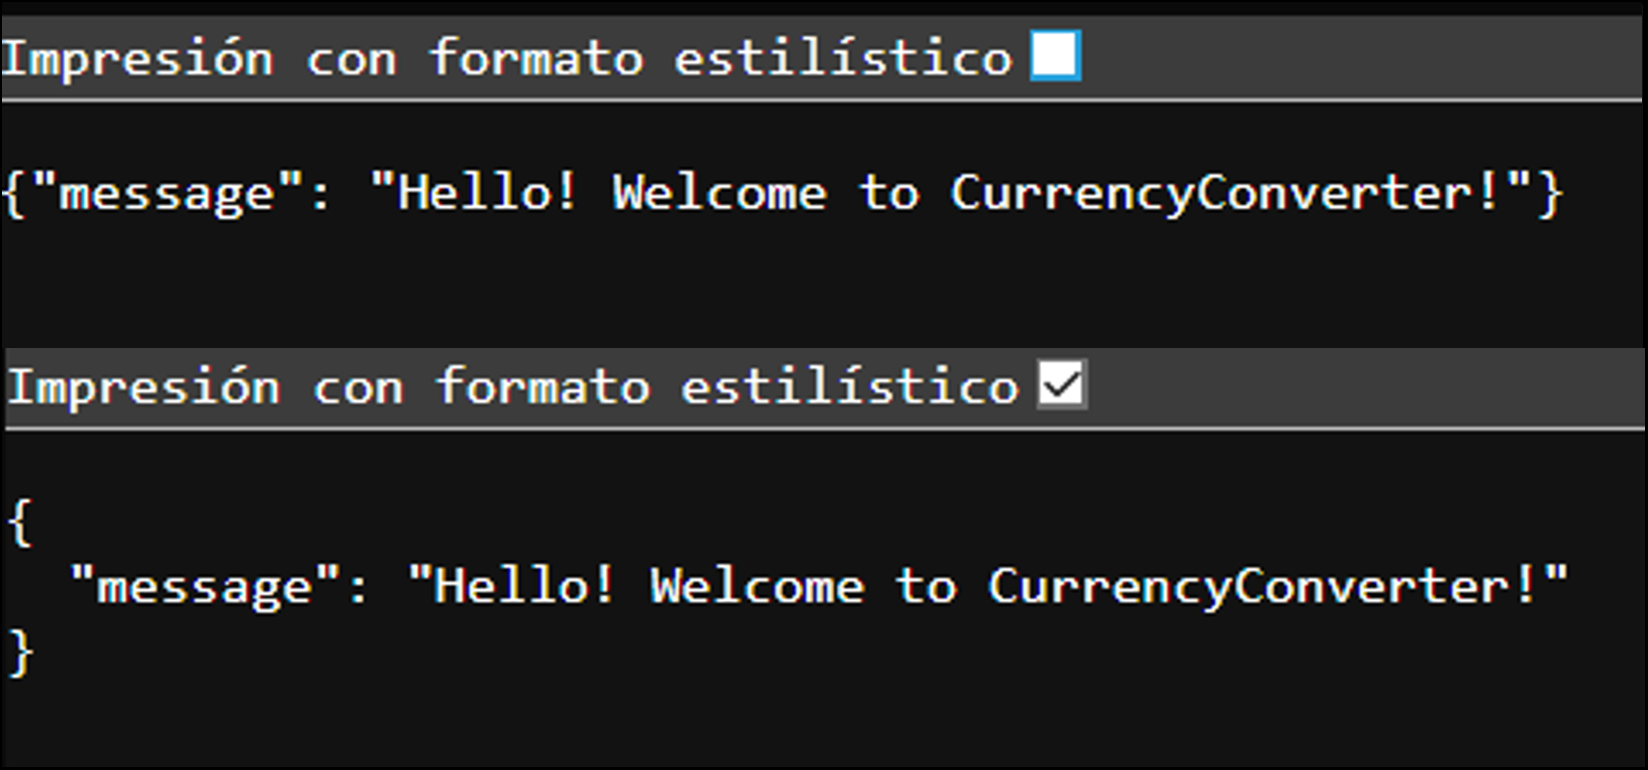 Impresión con formato estilístico
{"message": "Hello! Welcome to CurrencyConverter!"}
Impresión con formato estilístico
{
  "message": "Hello! Welcome to CurrencyConverter!"
}